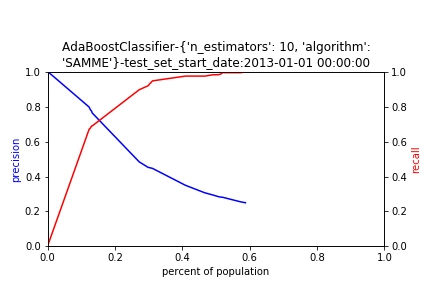 AdaBoostClassifier-{'n_estimators': 10, 'algorithm':
'SAMME'}-test_set_start_date:2013-01-01 00:00:00
1.0 1.0
0.8 0.8
0.6 0.6
precision recall
0.4 0.4
0.2 0.2
0.0 0.0
0.0 0.2 0.4 0.6 0.8 1.0
percent of population